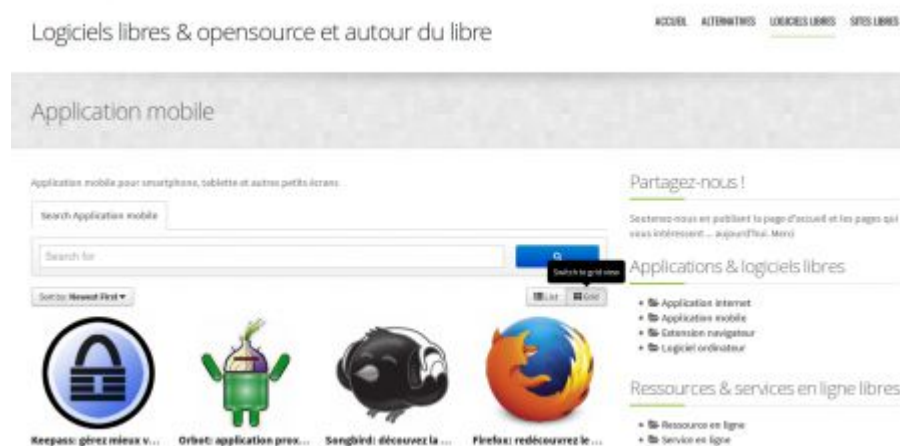 Logiciels libres & opensource et autour du libre
ACCUEIL ALTERNATIVES LOGICIELS LIBRES SITES LIBRES
Application mobile
Application mobile pour smartphone, tablette et autres petits écrans
Search Application mobile
Search for
Switch to grid view
Sort by: Newest First
List Grid
Keepass: gérez mieux v...
Orbot: application prox...
Songbird: découvez la ...
Firefox: redécouvrez le ...
Partagez-nous !
Soutenez-nous en publiant la page d'accueil et les pages qui
vous intéressent ... aujourd'hui. Merci
Applications & logiciels libres
Application internet
Application mobile
Extension navigateur
Logiciel ordinateur
Ressources & services en ligne libres
Ressource en ligne
Service en ligne